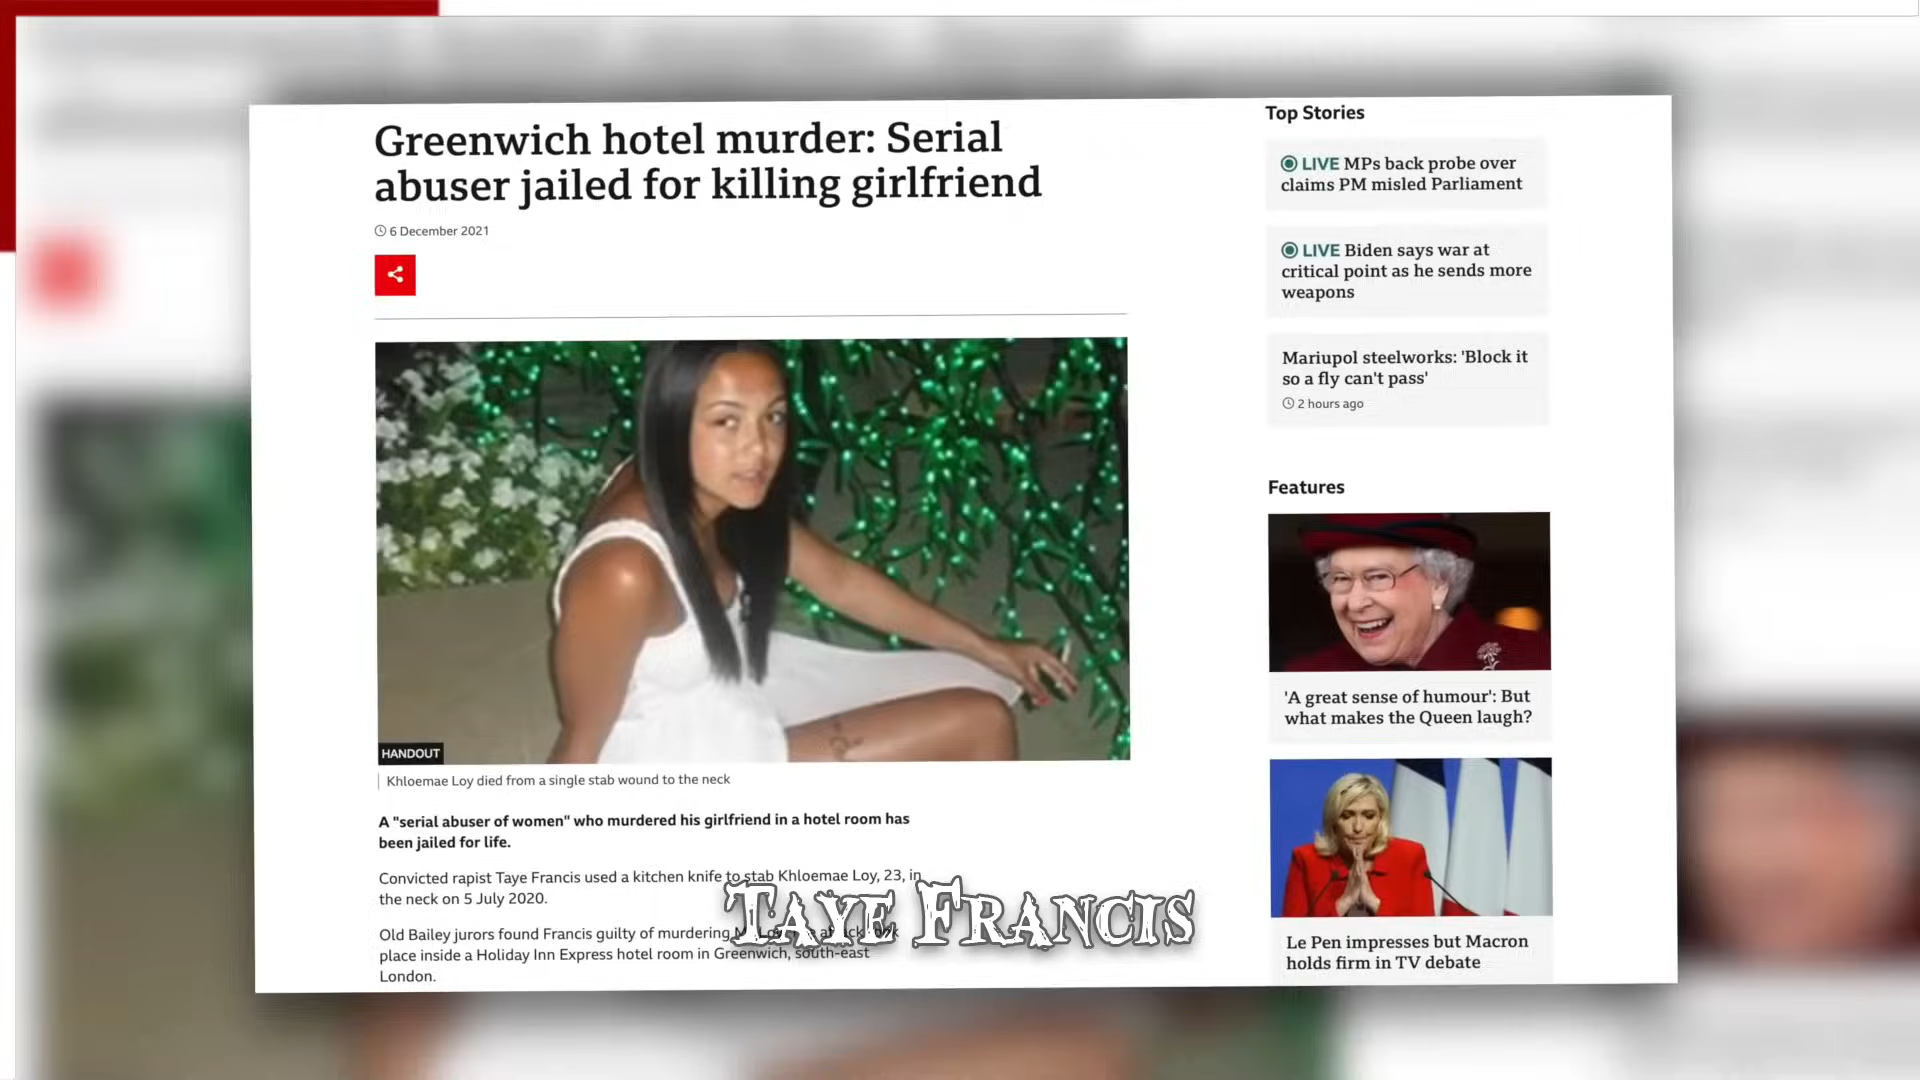 Greenwich hotel murder: Serial
abuser jailed for killing girlfriend
6 December 2021
HANDOUT
Khloemae Loy died from a single stab wound to the neck
A "serial abuser of women" who murdered his girlfriend in a hotel room has
been jailed for life.
Convicted rapist Taye Francis used a kitchen knife to stab Khloemae Loy, 23, in
the neck on 5 July 2020.
Old Bailey jurors found Francis guilty of murdering
place inside a Holiday Inn Express hotel room in Greenwich, south-east
London.
Taye Francis
Top Stories
LIVE MPs back probe over
claims PM misled Parliament
LIVE Biden says war at
critical point as he sends more
weapons
Mariupol steelworks: 'Block it
so a fly can't pass'
2 hours ago
Features
'A great sense of humour': But
what makes the Queen laugh?
Le Pen impresses but Macron
holds firm in TV debate